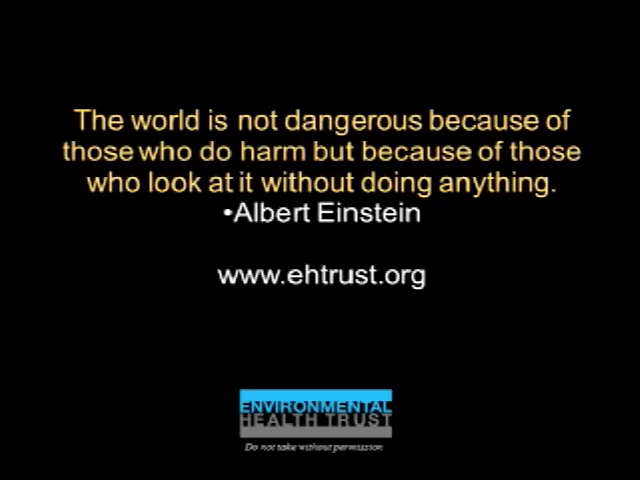 The world is not dangerous because of
those who do harm but because of those
who look at it without doing anything.
•Albert Einstein
www.ehtrust.org
ENVIRONMENTAL
HEALTH TRUST
Do not take without permission